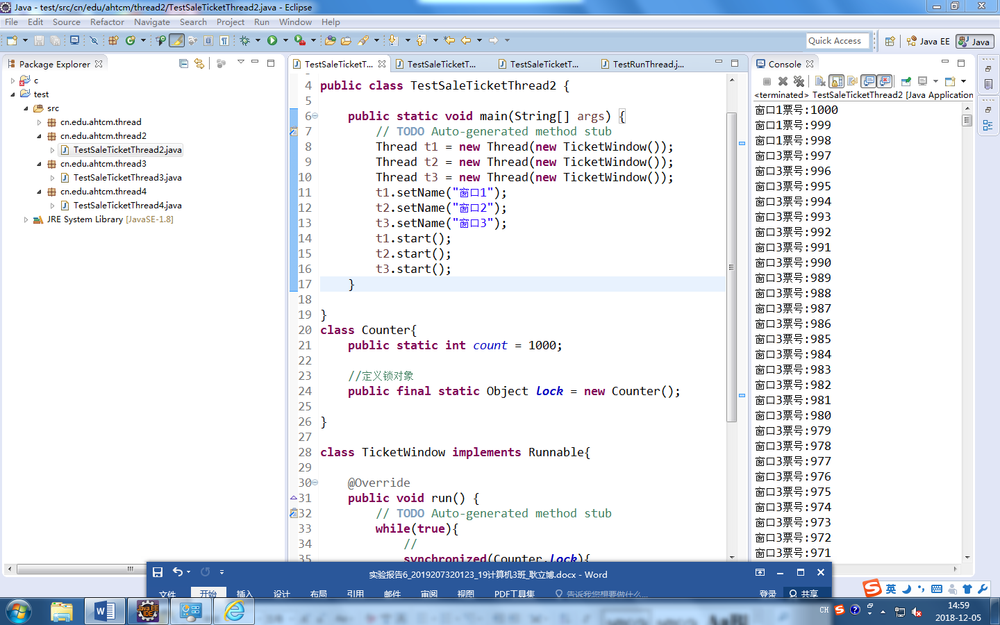 Java - test/src/cn/edu/ahtcm/thread2/TestSaleTicketThread2.java - Eclipse
File Edit Source Refactor Navigate Search Project Run Window Help
Quick Access
Java EE
Java
Package Explorer
c
test
src
cn.edu.ahtcm.thread
cn.edu.ahtcm.thread2
TestSaleTicketThread2.java
cn.edu.ahtcm.thread3
TestSaleTicketThread3.java
cn.edu.ahtcm.thread4
TestSaleTicketThread4.java
JRE System Library [JavaSE-1.8]
TestSaleTicketT...
TestSaleTicketT...
TestSaleTicketT...
TestRunThread.j...
4 public class TestSaleTicketThread2 {
5
6 public static void main(String[] args) {
7 // TODO Auto-generated method stub
8 Thread t1 = new Thread(new TicketWindow());
9 Thread t2 = new Thread(new TicketWindow());
10 Thread t3 = new Thread(new TicketWindow());
11 t1.setName("窗口1");
12 t2.setName("窗口2");
13 t3.setName("窗口3");
14 t1.start();
15 t2.start();
16 t3.start();
17 }
18
19 }
20 class Counter{
21 public static int count = 1000;
22
23 //定义锁对象
24 public final static Object lock = new Counter();
25
26 }
27
28 class TicketWindow implements Runnable{
29
30 @Override
31 public void run() {
32 // TODO Auto-generated method stub
33 while(true){
34 //
35 synchronized(Counter.lock){
Console
<terminated> TestSaleTicketThread2 [Java Application
窗口1票号:1000
窗口1票号:999
窗口1票号:998
窗口3票号:997
窗口3票号:996
窗口3票号:995
窗口3票号:994
窗口3票号:993
窗口3票号:992
窗口3票号:991
窗口3票号:990
窗口3票号:989
窗口3票号:988
窗口3票号:987
窗口3票号:986
窗口3票号:985
窗口3票号:984
窗口3票号:983
窗口3票号:982
窗口3票号:981
窗口3票号:980
窗口3票号:979
窗口3票号:978
窗口3票号:977
窗口3票号:976
窗口3票号:975
窗口3票号:974
窗口3票号:973
窗口3票号:972
窗口3票号:971
实验报告6_2019207320123_19计算机3班_耿立博.docx - Word
文件 开始 插入 设计 布局 引用 邮件 审阅 视图 PDF工具集 告诉我您想要做什么... 登录 共享
英
Java EE
IDE
CH
14:59
2018-12-05